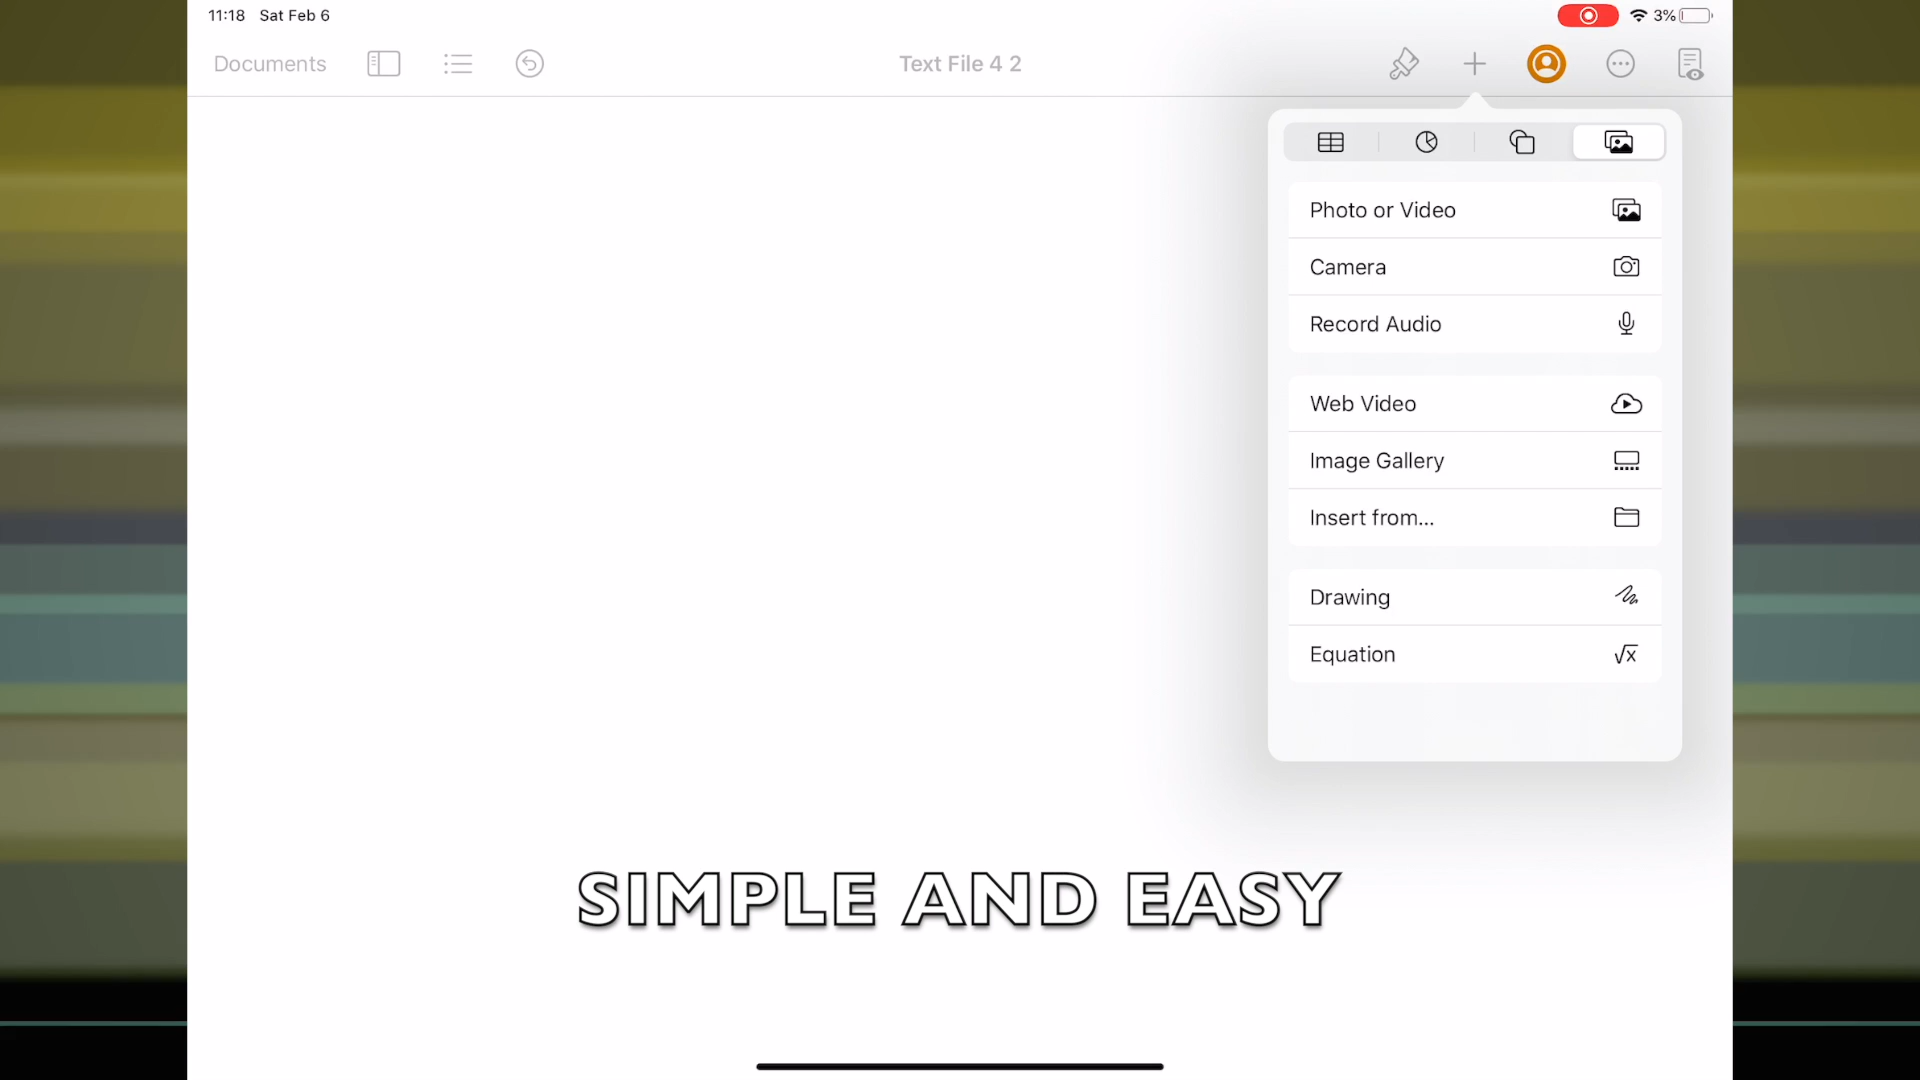 11:18 Sat Feb 6
3%
Documents
Text File 4 2
Photo or Video
Camera
Record Audio
Web Video
Image Gallery
Insert from...
Drawing
Equation
√x
SIMPLE AND EASY